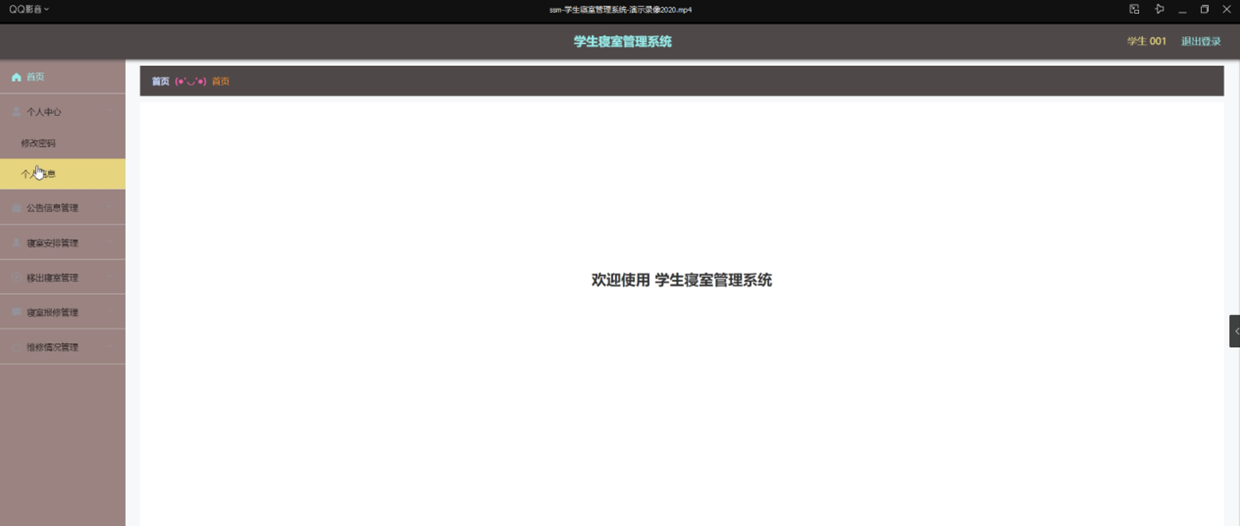 QQ影音
ssm-学生寝室管理系统-演示录像2020.mp4
学生寝室管理系统
学生 001 退出登录
首页
首页 (●'◡'●) 首页
个人中心
修改密码
个人信息
公告信息管理
寝室安排管理
移出寝室管理
寝室报修管理
维修情况管理
欢迎使用 学生寝室管理系统